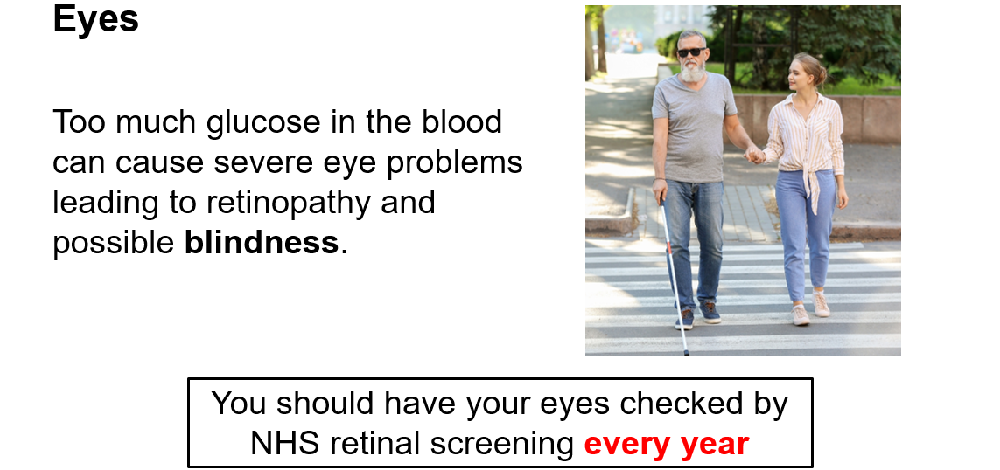 Eyes
Too much glucose in the blood
can cause severe eye problems
leading to retinopathy and
possible blindness.
You should have your eyes checked by
NHS retinal screening every year